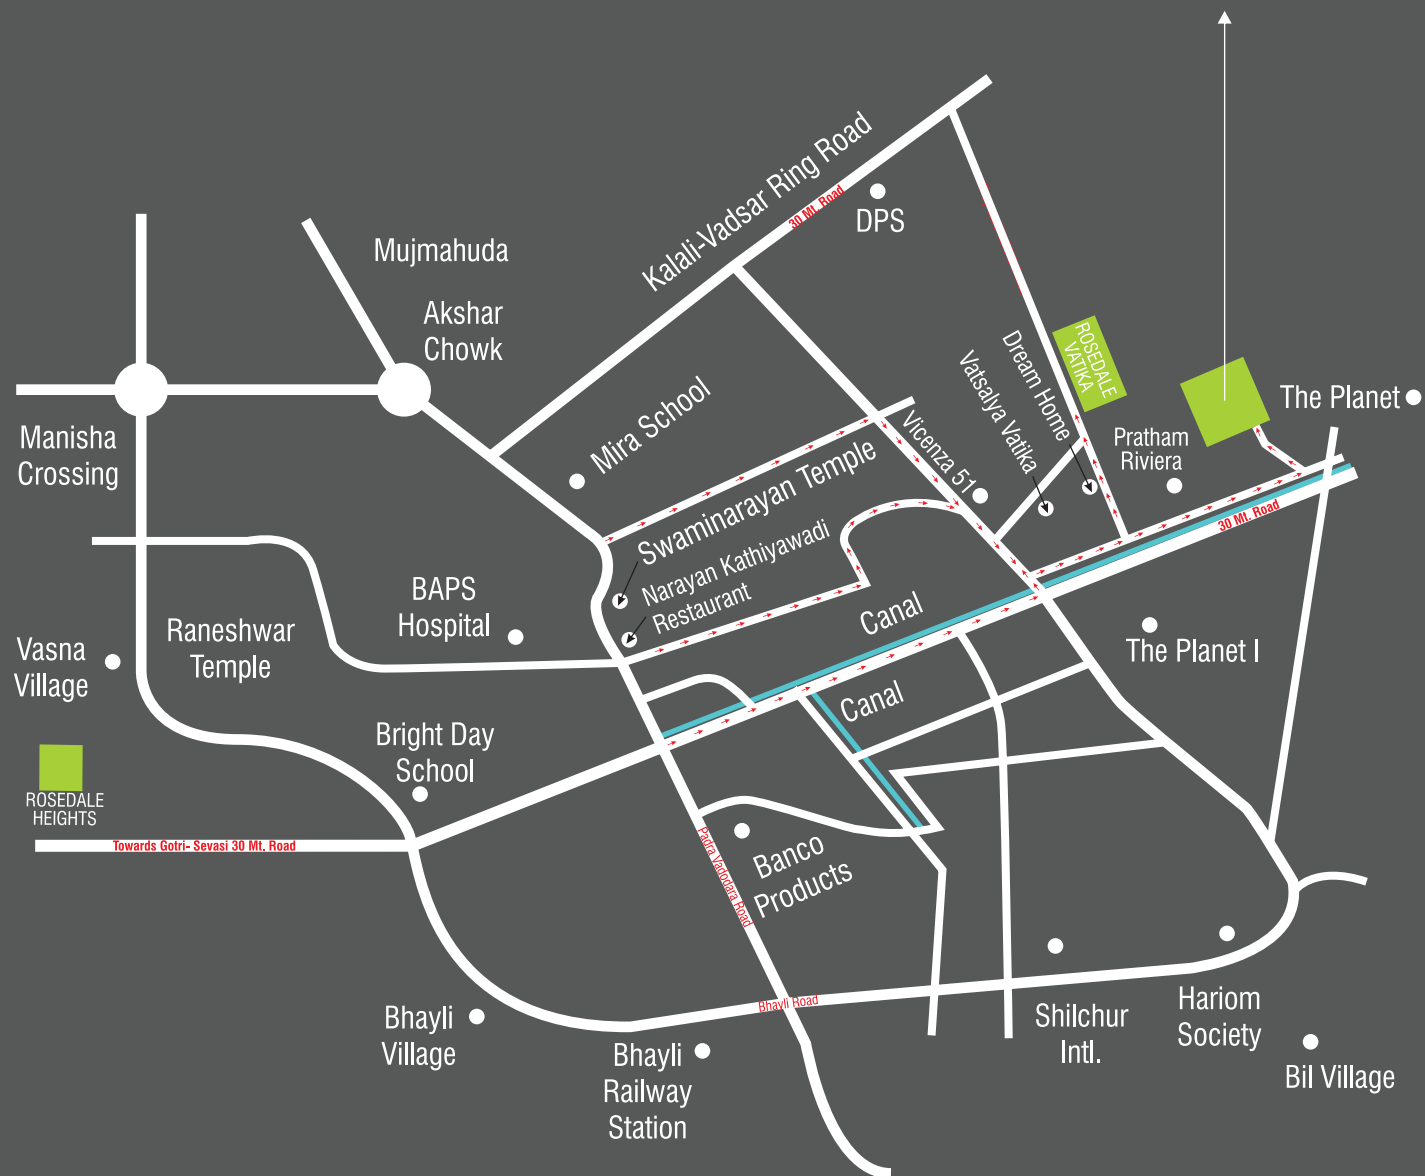 Kalali-Vadsar Ring Road
30 Mt. Road
DPS
Mujmahuda
Akshar
Chowk
Manisha
Crossing
Mira School
Swaminarayan Temple
Narayan Kathiyawadi
Restaurant
Vicenza 51
Vatsalya Vatika
Dream Home
ROSEDALE
VATIKA
Pratham
Riviera
The Planet
30 Mt. Road
BAPS
Hospital
Raneshwar
Temple
Vasna
Village
Canal
Canal
The Planet I
Bright Day
School
ROSEDALE
HEIGHTS
Towards Gotri- Sevasi 30 Mt. Road
Padra Vadodara Road
Banco
Products
Bhayli Road
Bhayli
Village
Bhayli
Railway
Station
Shilchur
Intl.
Hariom
Society
Bil Village